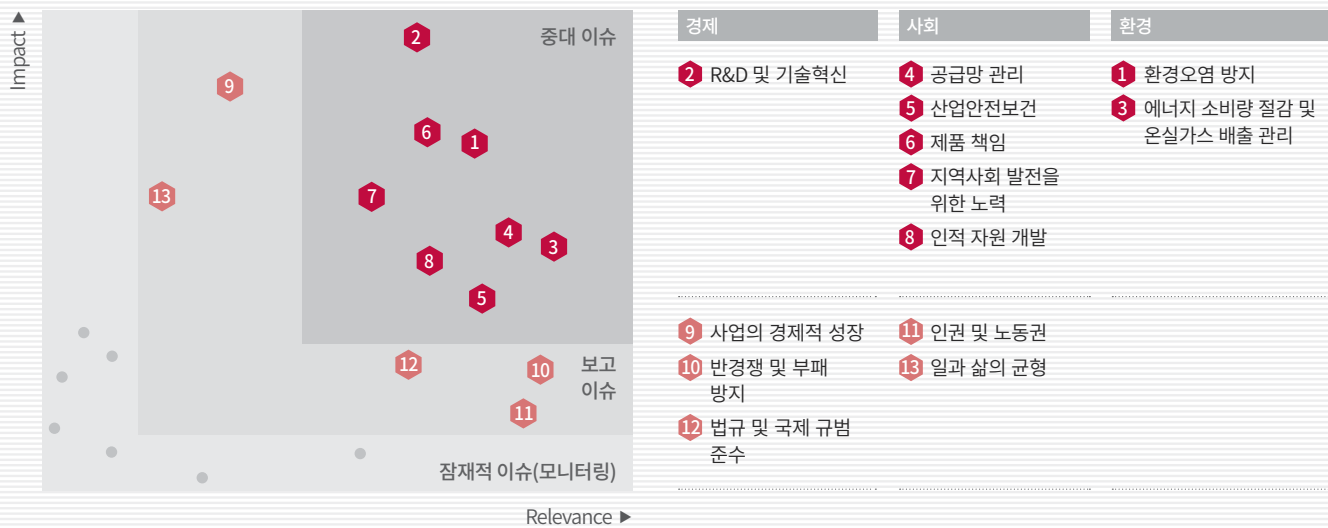 Impact ▲
중대 이슈
2
9
6
1
13
7
4
3
8
5
12
10
보고
이슈
11
잠재적 이슈(모니터링)
Relevance ▶
경제
2 R&D 및 기술혁신
9 사업의 경제적 성장
10 반경쟁 및 부패
방지
12 법규 및 국제 규범
준수
사회
4 공급망 관리
5 산업안전보건
6 제품 책임
7 지역사회 발전을
위한 노력
8 인적 자원 개발
11 인권 및 노동권
13 일과 삶의 균형
환경
1 환경오염 방지
3 에너지 소비량 절감 및
온실가스 배출 관리